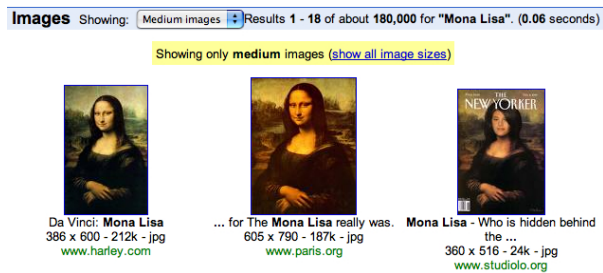 Images Showing: Medium images Results 1 - 18 of about 180,000 for "Mona Lisa". (0.06 seconds)
Showing only medium images (show all image sizes)
THE
NEW YORKER
Da Vinci: Mona Lisa
386 x 600 - 212k - jpg
www.harley.com
... for The Mona Lisa really was.
605 x 790 - 187k - jpg
www.paris.org
Mona Lisa - Who is hidden behind
the ...
360 x 516 - 24k - jpg
www.studiolo.org